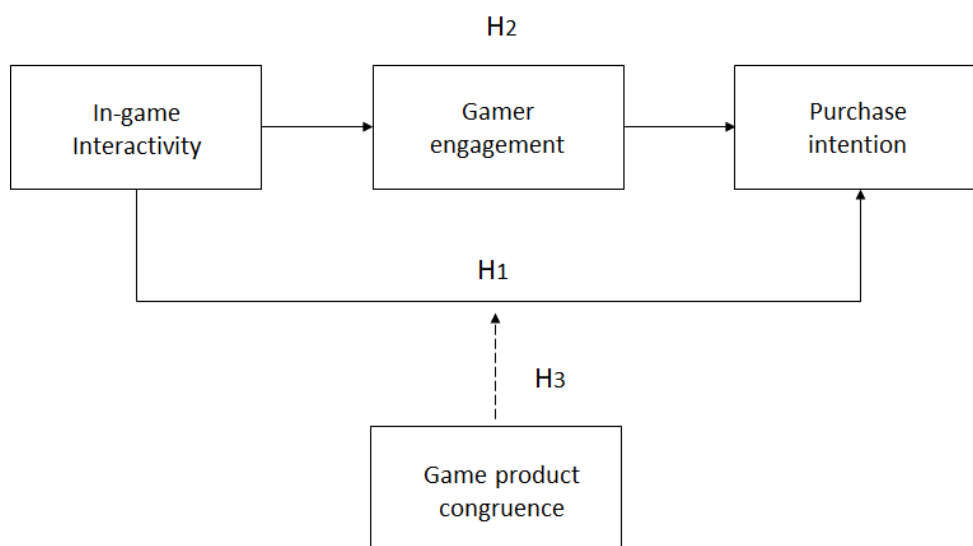 H2
In-game
Interactivity
Gamer
engagement
Purchase
intention
H1
H3
Game product
congruence